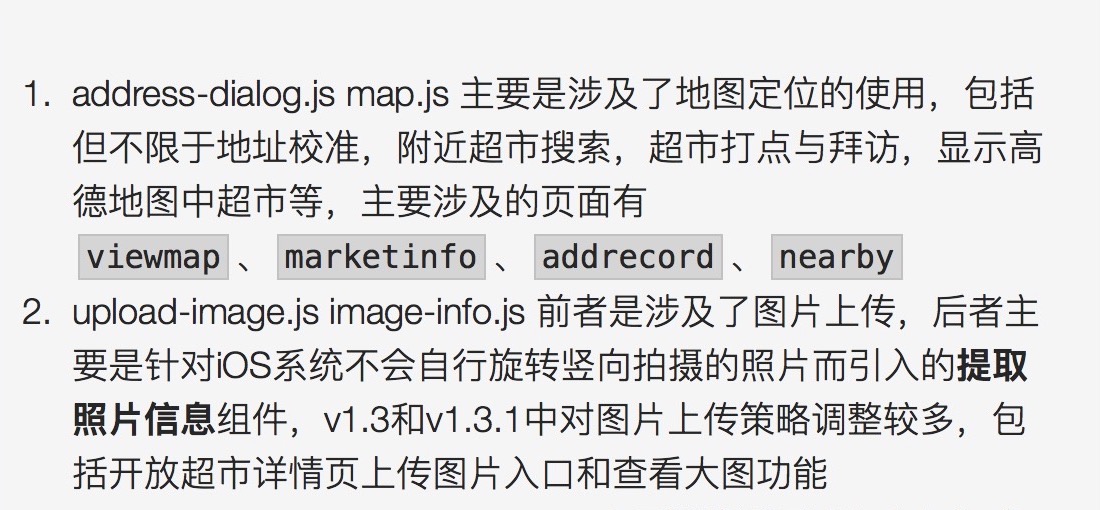 1. address-dialog.js map.js 主要是涉及了地图定位的使用，包括
但不限于地址校准，附近超市搜索，超市打点与拜访，显示高
德地图中超市等，主要涉及的页面有
viewmap 、 marketinfo 、 addrecord 、 nearby
2. upload-image.js image-info.js 前者是涉及了图片上传，后者主
要是针对iOS系统不会自行旋转竖向拍摄的照片而引入的提取
照片信息组件，v1.3和v1.3.1中对图片上传策略调整较多，包
括开放超市详情页上传图片入口和查看大图功能